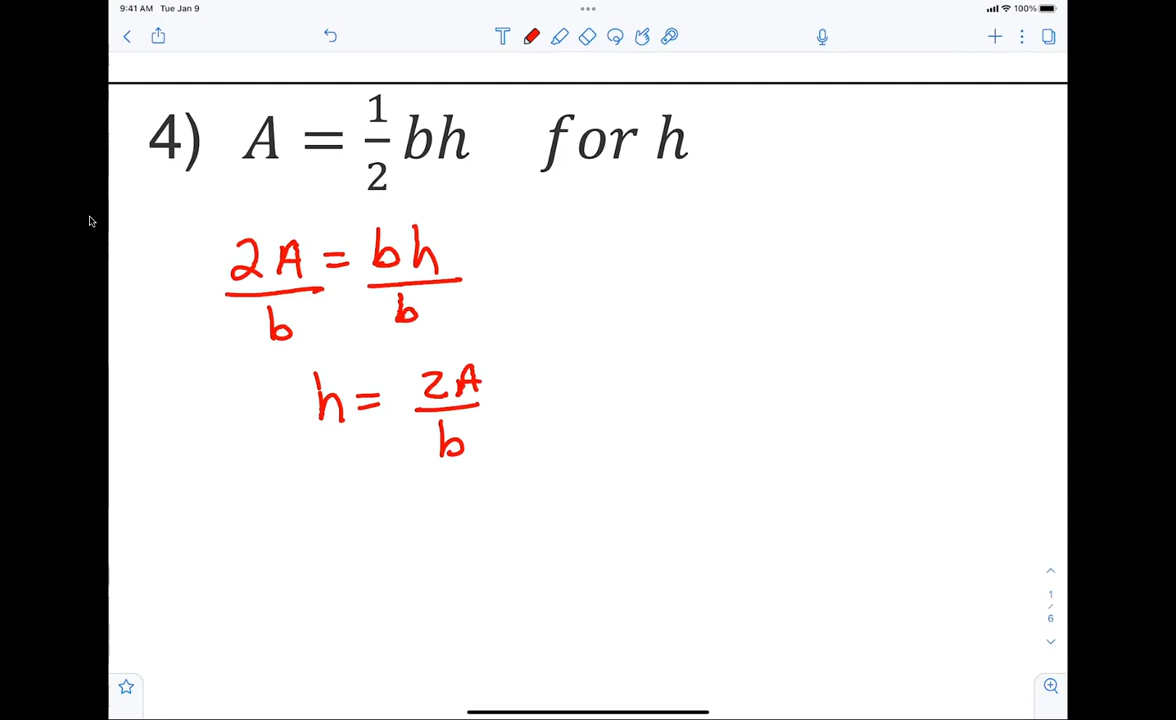 9:41 AM Tue Jan 9
100%
4) A = 1/2 bh for h
2A/b = bh/b
h = 2A/b
1
/
6